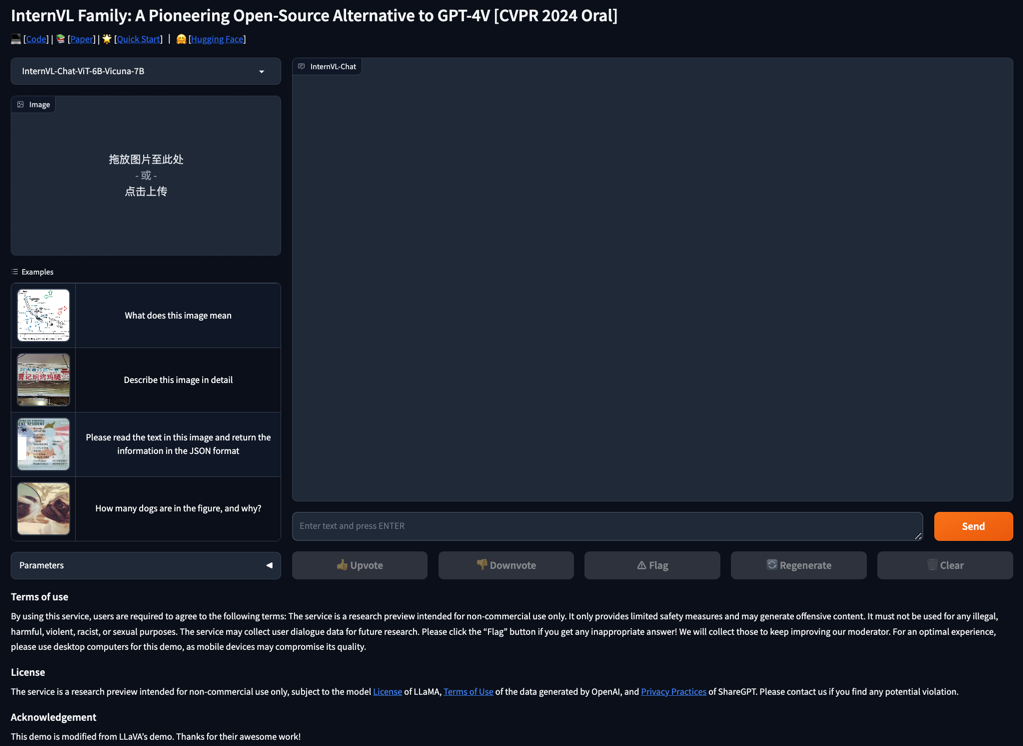 InternVL Family: A Pioneering Open-Source Alternative to GPT-4V [CVPR 2024 Oral]
[Code] | [Paper] | [Quick Start] | [Hugging Face]
InternVL-Chat-ViT-6B-Vicuna-7B
Image
拖放图片至此处
- 或 -
点击上传
Examples
What does this image mean
Describe this image in detail
Please read the text in this image and return the
information in the JSON format
How many dogs are in the figure, and why?
Parameters
InternVL-Chat
Enter text and press ENTER
Send
Upvote
Downvote
Flag
Regenerate
Clear
Terms of use
By using this service, users are required to agree to the following terms: The service is a research preview intended for non-commercial use only. It only provides limited safety measures and may generate offensive content. It must not be used for any illegal,
harmful, violent, racist, or sexual purposes. The service may collect user dialogue data for future research. Please click the “Flag” button if you get any inappropriate answer! We will collect those to keep improving our moderator. For an optimal experience,
please use desktop computers for this demo, as mobile devices may compromise its quality.
License
The service is a research preview intended for non-commercial use only, subject to the model License of LLaMA, Terms of Use of the data generated by OpenAI, and Privacy Practices of ShareGPT. Please contact us if you find any potential violation.
Acknowledgement
This demo is modified from LLaVA's demo. Thanks for their awesome work!